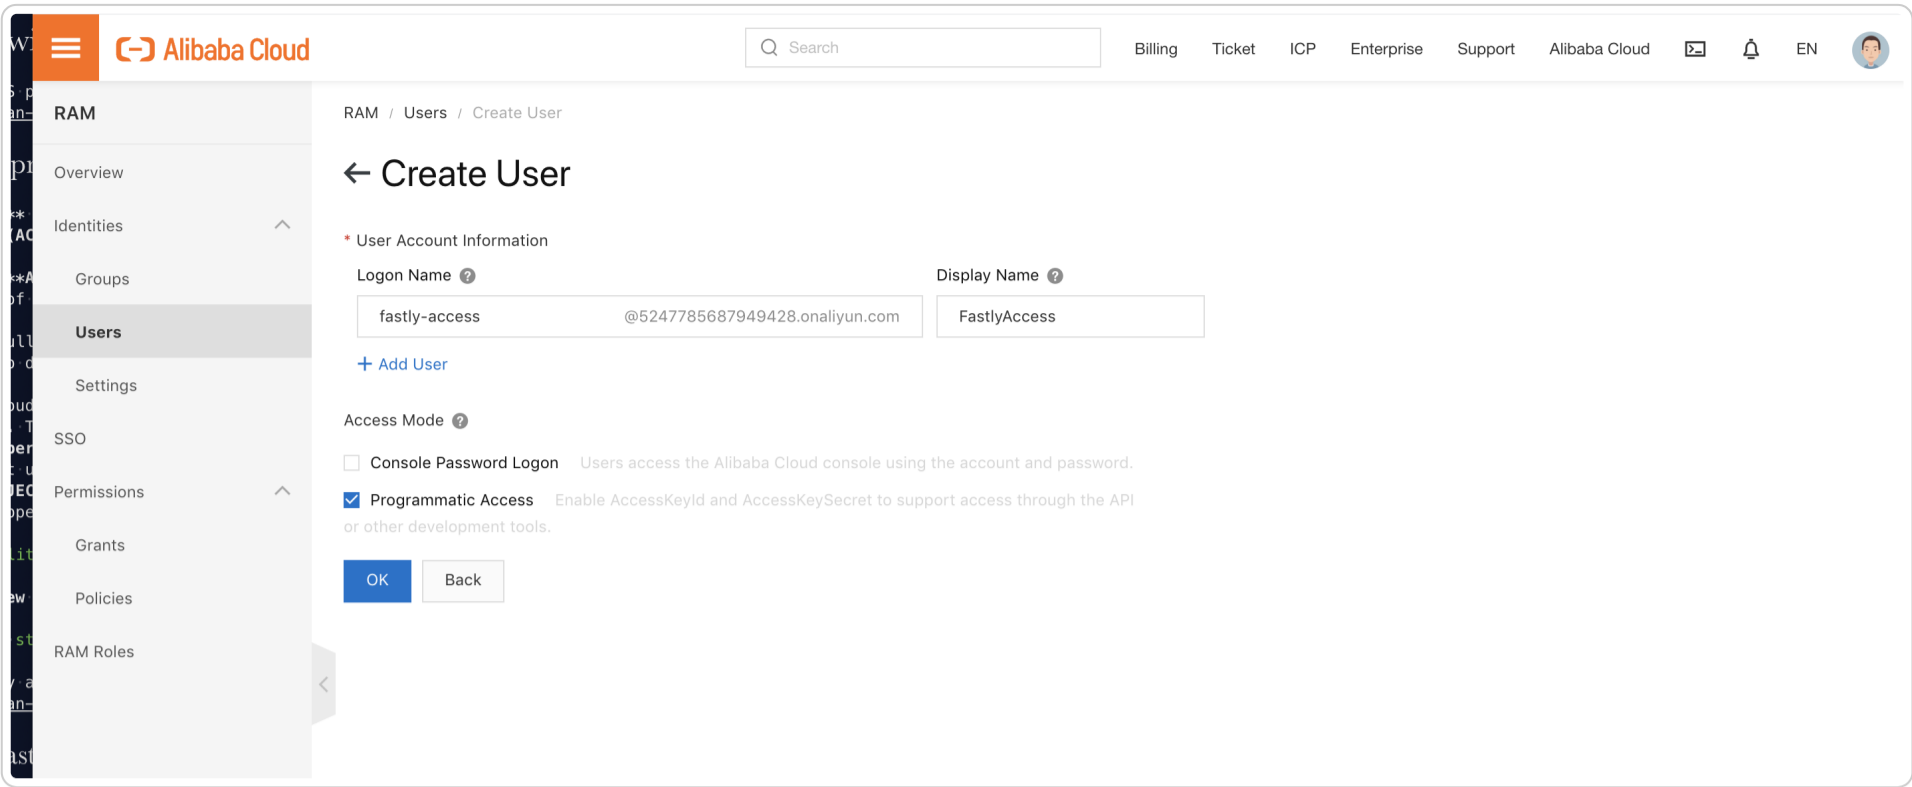 Alibaba Cloud
Search
Billing
Ticket
ICP
Enterprise
Support
Alibaba Cloud
EN
RAM
Overview
Identities
Groups
Users
Settings
SSO
Permissions
Grants
Policies
RAM Roles
RAM / Users / Create User
Create User
* User Account Information
Logon Name
Display Name
fastly-access @5247785687949428.onaliyun.com
FastlyAccess
+ Add User
Access Mode
Console Password Logon Users access the Alibaba Cloud console using the account and password.
Programmatic Access Enable AccessKeyId and AccessKeySecret to support access through the API
or other development tools.
OK
Back